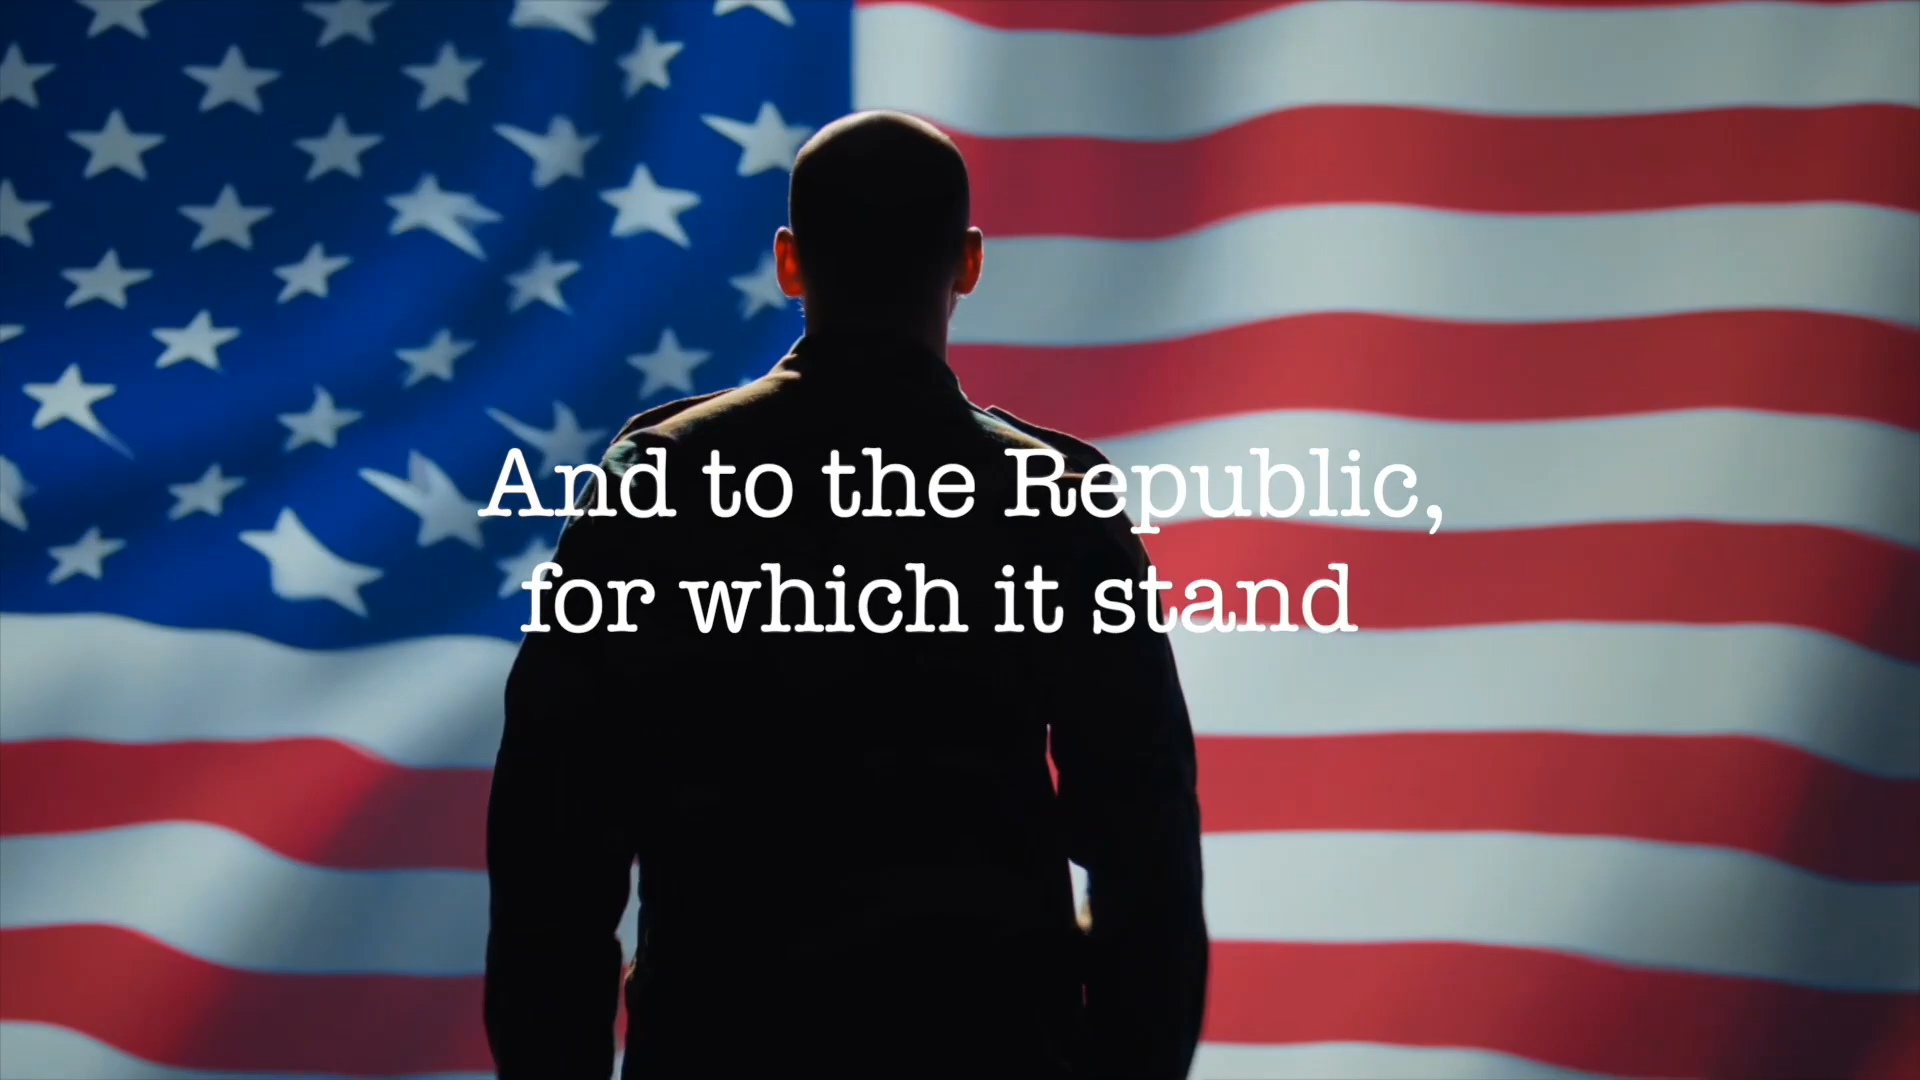 And to the Republic,
for which it stand